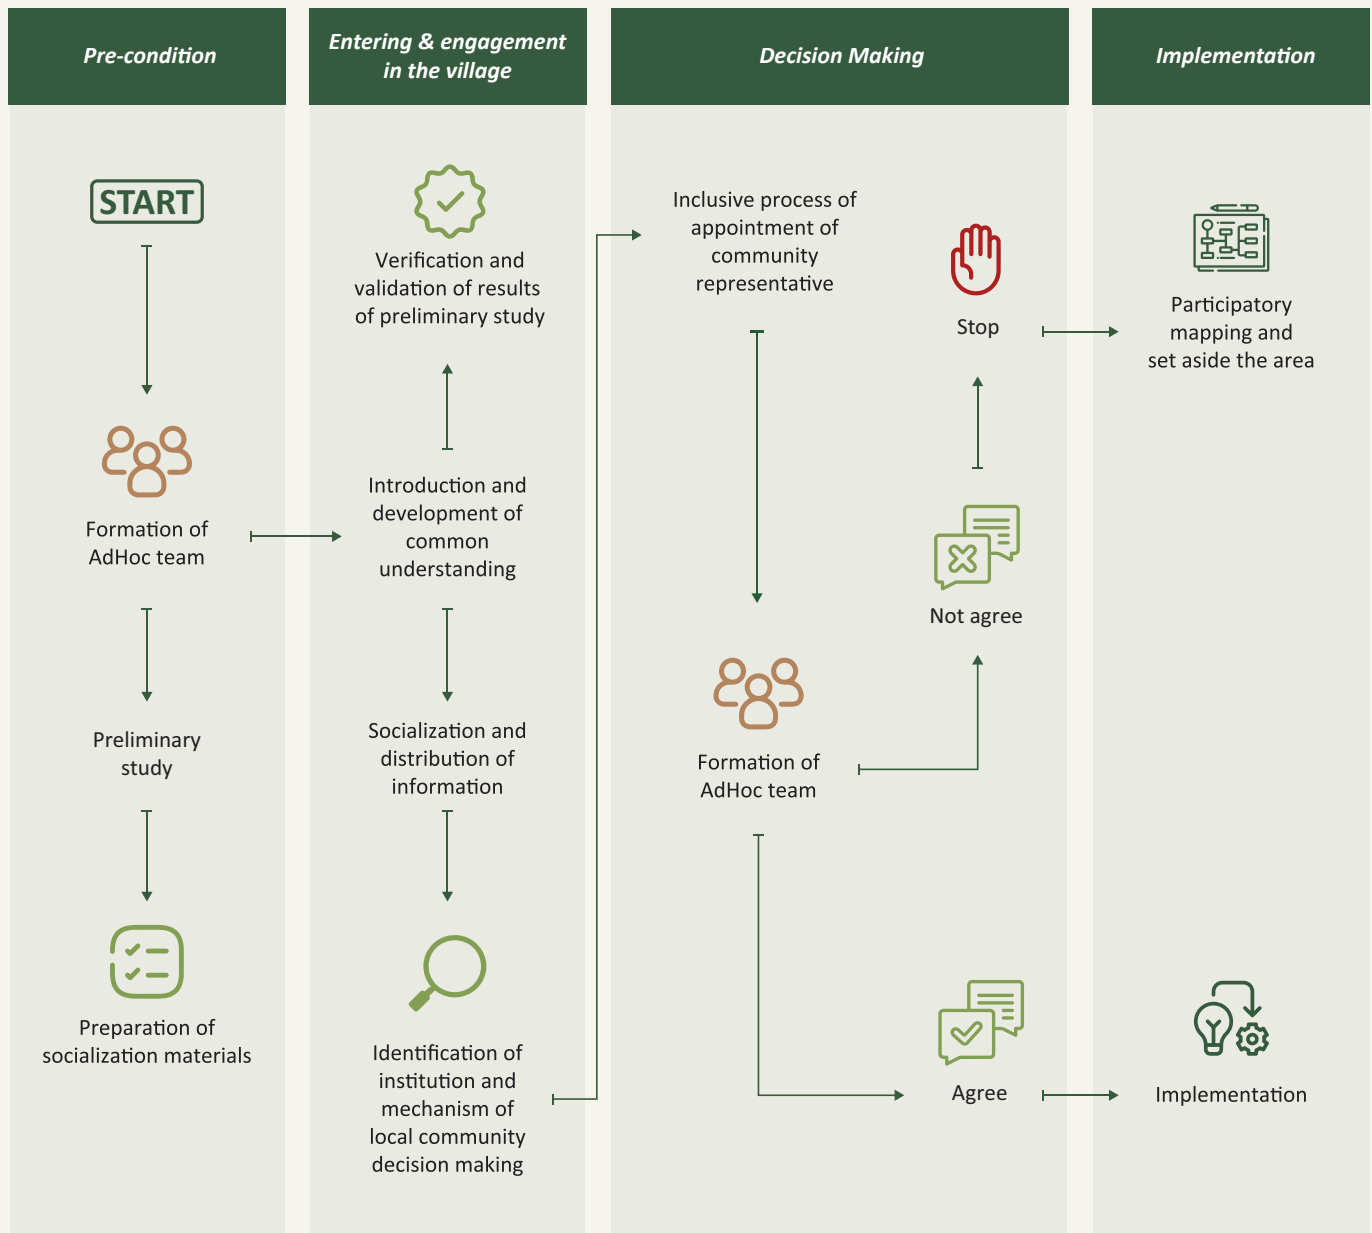 Pre-condition
START
Formation of
AdHoc team
Preliminary
study
Preparation of
socialization materials
Entering & engagement
in the village
Verification and
validation of results
of preliminary study
Introduction and
development of
common
understanding
Socialization and
distribution of
information
Identification of
institution and
mechanism of
local community
decision making
Decision Making
Inclusive process of
appointment of
community
representative
Formation of
AdHoc team
Stop
Not agree
Agree
Implementation
Participatory
mapping and
set aside the area
Implementation